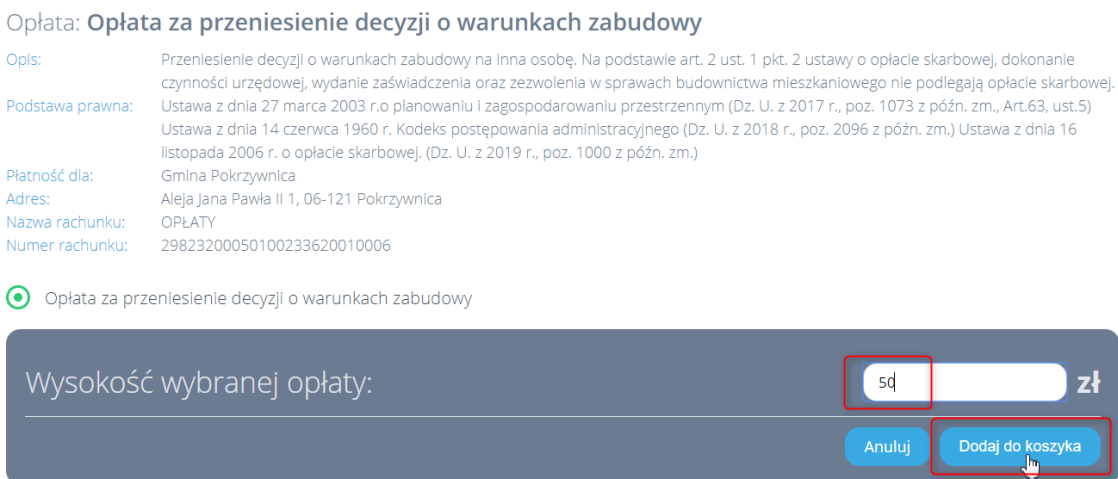 Opłata: Opłata za przeniesienie decyzji o warunkach zabudowy
Opis: Przeniesienie decyzji o warunkach zabudowy na inna osobę. Na podstawie art. 2 ust. 1 pkt. 2 ustawy o opłacie skarbowej, dokonanie
czynności urzędowej, wydanie zaświadczenia oraz zezwolenia w sprawach budownictwa mieszkaniowego nie podlegają opłacie skarbowej.
Podstawa prawna: Ustawa z dnia 27 marca 2003 r.o planowaniu i zagospodarowaniu przestrzennym (Dz. U. z 2017 r., poz. 1073 z późn. zm., Art.63, ust.5)
Ustawa z dnia 14 czerwca 1960 r. Kodeks postępowania administracyjnego (Dz. U. z 2018 r., poz. 2096 z późn. zm.) Ustawa z dnia 16
listopada 2006 r. o opłacie skarbowej. (Dz. U. z 2019 r., poz. 1000 z późn. zm.)
Płatność dla: Gmina Pokrzywnica
Adres: Aleja Jana Pawła II 1, 06-121 Pokrzywnica
Nazwa rachunku: OPŁATY
Numer rachunku: 29823200050100233620010006
Opłata za przeniesienie decyzji o warunkach zabudowy
Wysokość wybranej opłaty: 50 zł
Anuluj Dodaj do koszyka